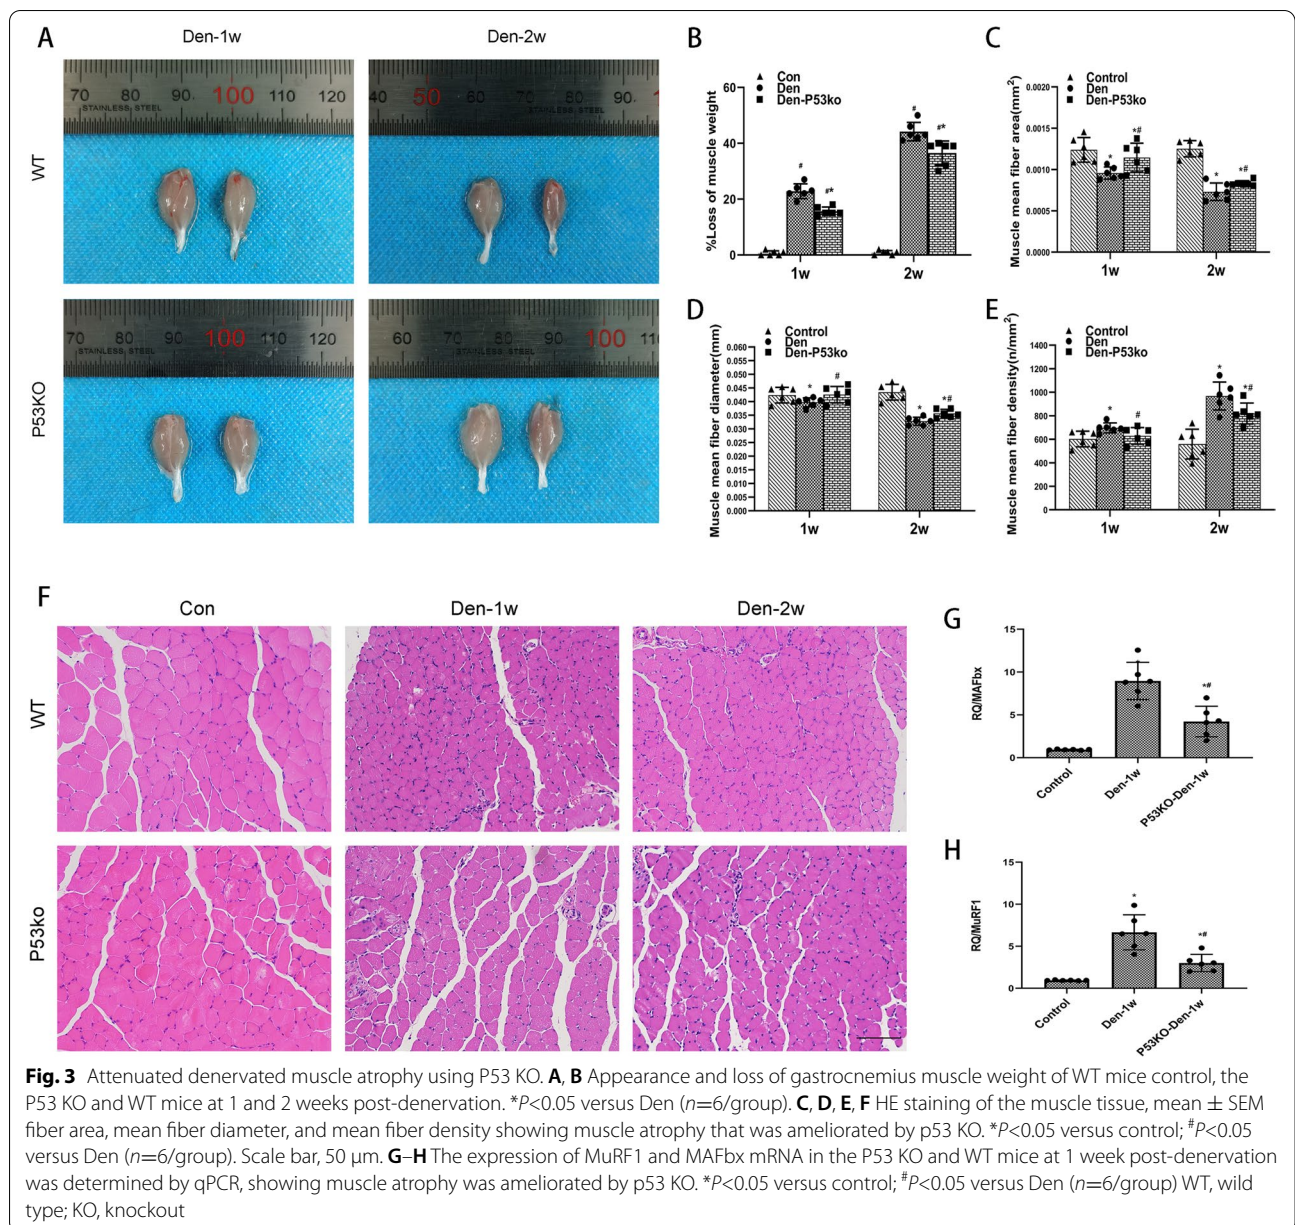 A
Den-1w
Den-2w
WT
70 80 90 100 110 120
STAINLESS STEEL
40 50 60 70 80 90 1
STAINLESS STEEL
P53KO
70 80 90 100 110 120
STAINLESS STEEL
60 70 80 90 100 110
STAINLESS STEEL
B
Con
Den
Den-P53ko
%Loss of muscle weight
60
40
20
0
#
#*
#
#*
1w
2w
C
Control
Den
Den-P53ko
Muscle mean fiber area(mm²)
0.0020
0.0015
0.0010
0.0005
0.0000
*
*#
*
*#
1w
2w
D
Control
Den
Den-P53ko
Muscle mean fiber diameter(mm)
0.060
0.055
0.050
0.045
0.040
0.035
0.030
0.025
0.020
0.015
0.010
0.005
0.000
*
#
*
*#
1w
2w
E
Control
Den
Den-P53ko
Muscle mean fiber density(n/mm²)
1400
1200
1000
800
600
400
200
0
*
#
*
*#
1w
2w
F
Con
Den-1w
Den-2w
WT
P53ko
G
RQ/MAFbx
15
10
5
0
*#
Control
Den-1w
P53KO-Den-1w
H
RQ/MuRF1
15
10
5
0
*
*#
Control
Den-1w
P53KO-Den-1w
Fig. 3 Attenuated denervated muscle atrophy using P53 KO. A, B Appearance and loss of gastrocnemius muscle weight of WT mice control, the
P53 KO and WT mice at 1 and 2 weeks post-denervation. *P<0.05 versus Den (n=6/group). C, D, E, F HE staining of the muscle tissue, mean ± SEM
fiber area, mean fiber diameter, and mean fiber density showing muscle atrophy that was ameliorated by p53 KO. *P<0.05 versus control; #P<0.05
versus Den (n=6/group). Scale bar, 50 μm. G–H The expression of MuRF1 and MAFbx mRNA in the P53 KO and WT mice at 1 week post-denervation
was determined by qPCR, showing muscle atrophy was ameliorated by p53 KO. *P<0.05 versus control; #P<0.05 versus Den (n=6/group) WT, wild
type; KO, knockout